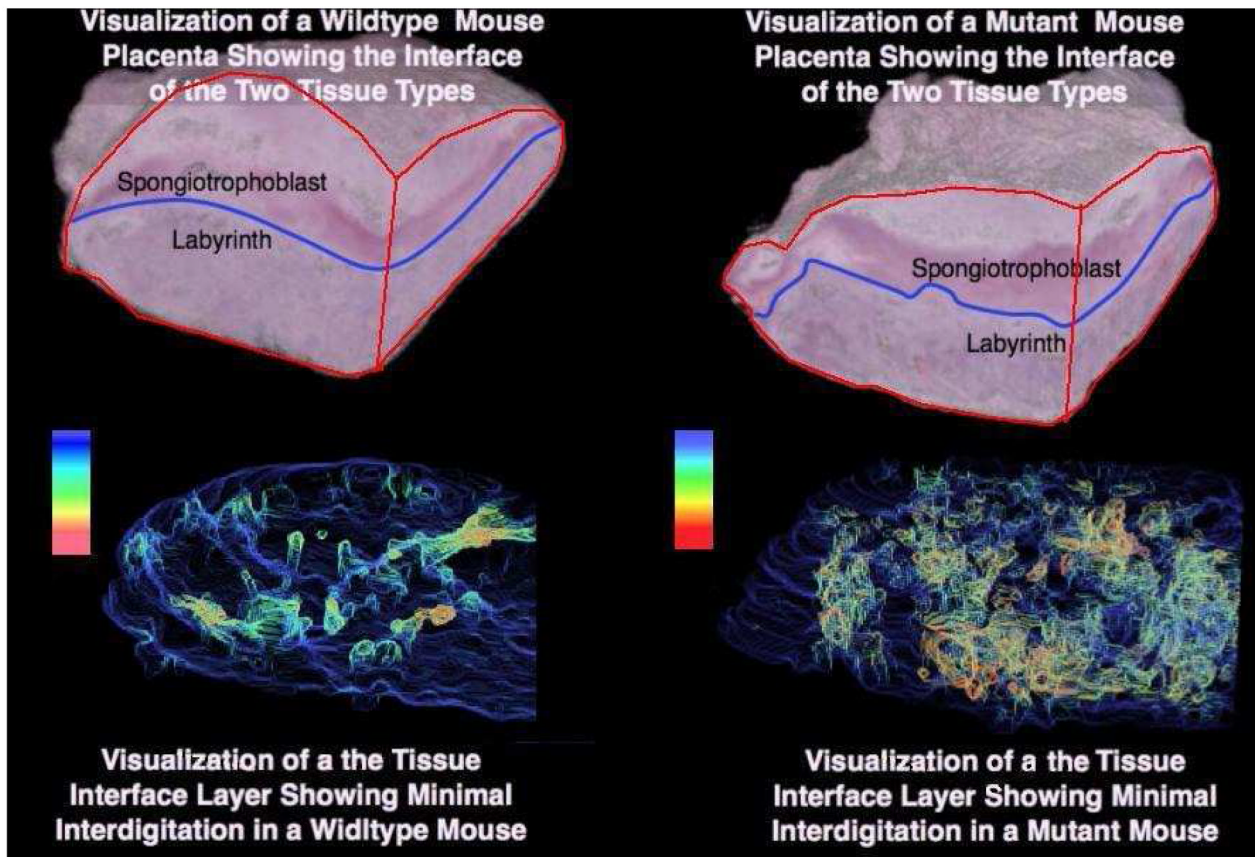 Visualization of a Wildtype Mouse
Placenta Showing the Interface
of the Two Tissue Types
Spongiotrophoblast
Labyrinth
Visualization of a Mutant Mouse
Placenta Showing the Interface
of the Two Tissue Types
Spongiotrophoblast
Labyrinth
Visualization of a the Tissue
Interface Layer Showing Minimal
Interdigitation in a Widltype Mouse
Visualization of a the Tissue
Interface Layer Showing Minimal
Interdigitation in a Mutant Mouse